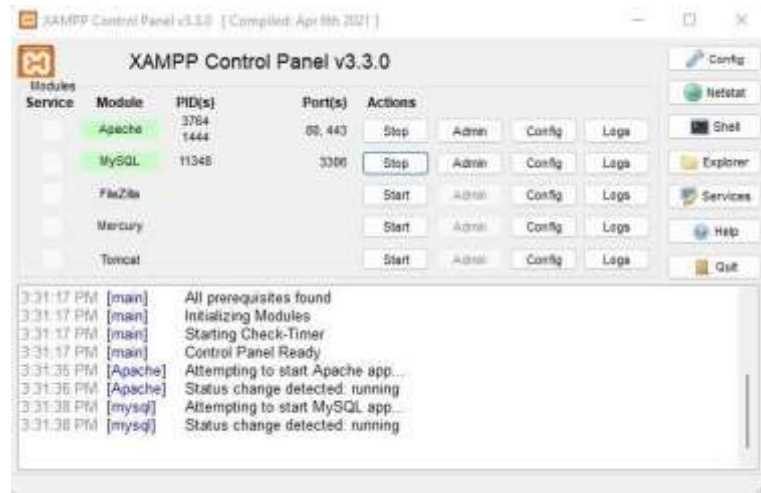 XAMPP Control Panel v3.3.0 [ Compiled: Apr 6th 2021 ]
XAMPP Control Panel v3.3.0
Config
Modules
Service Module PID(s) Port(s) Actions
Netstat
Apache 3764 1444 80, 443 Stop Admin Config Logs
Shell
MySQL 11348 3306 Stop Admin Config Logs
Explorer
FileZilla Start Admin Config Logs
Services
Mercury Start Admin Config Logs
Help
Tomcat Start Admin Config Logs
Quit
3:31:17 PM [main] All prerequisites found
3:31:17 PM [main] Initializing Modules
3:31:17 PM [main] Starting Check-Timer
3:31:17 PM [main] Control Panel Ready
3:31:35 PM [Apache] Attempting to start Apache app...
3:31:36 PM [Apache] Status change detected: running
3:31:38 PM [mysql] Attempting to start MySQL app...
3:31:38 PM [mysql] Status change detected: running